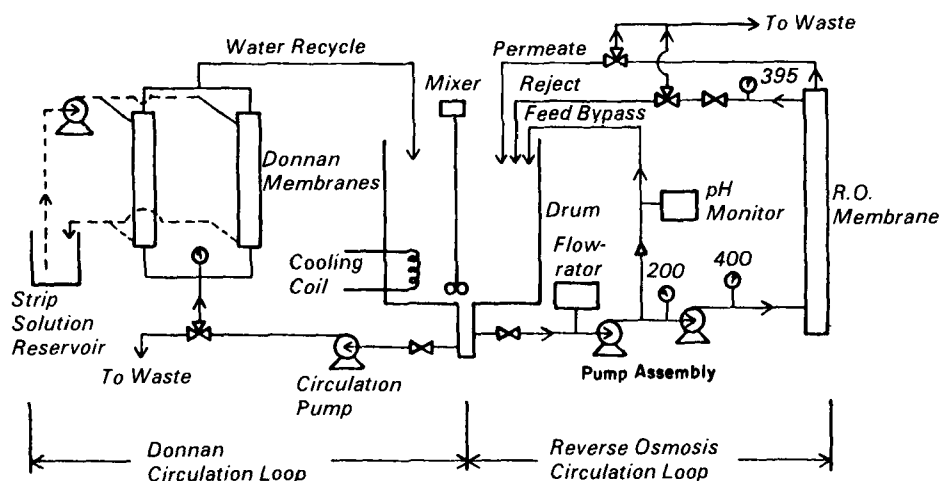 To Waste
Water Recycle
Permeate
Mixer
395
Reject
Feed Bypass
Donnan
Membranes
pH
Monitor
R.O.
Membrane
Drum
Flow-
rator
Cooling
Coil
200
400
Strip
Solution
Reservoir
To Waste
Circulation
Pump
Pump Assembly
Donnan
Circulation Loop
Reverse Osmosis
Circulation Loop